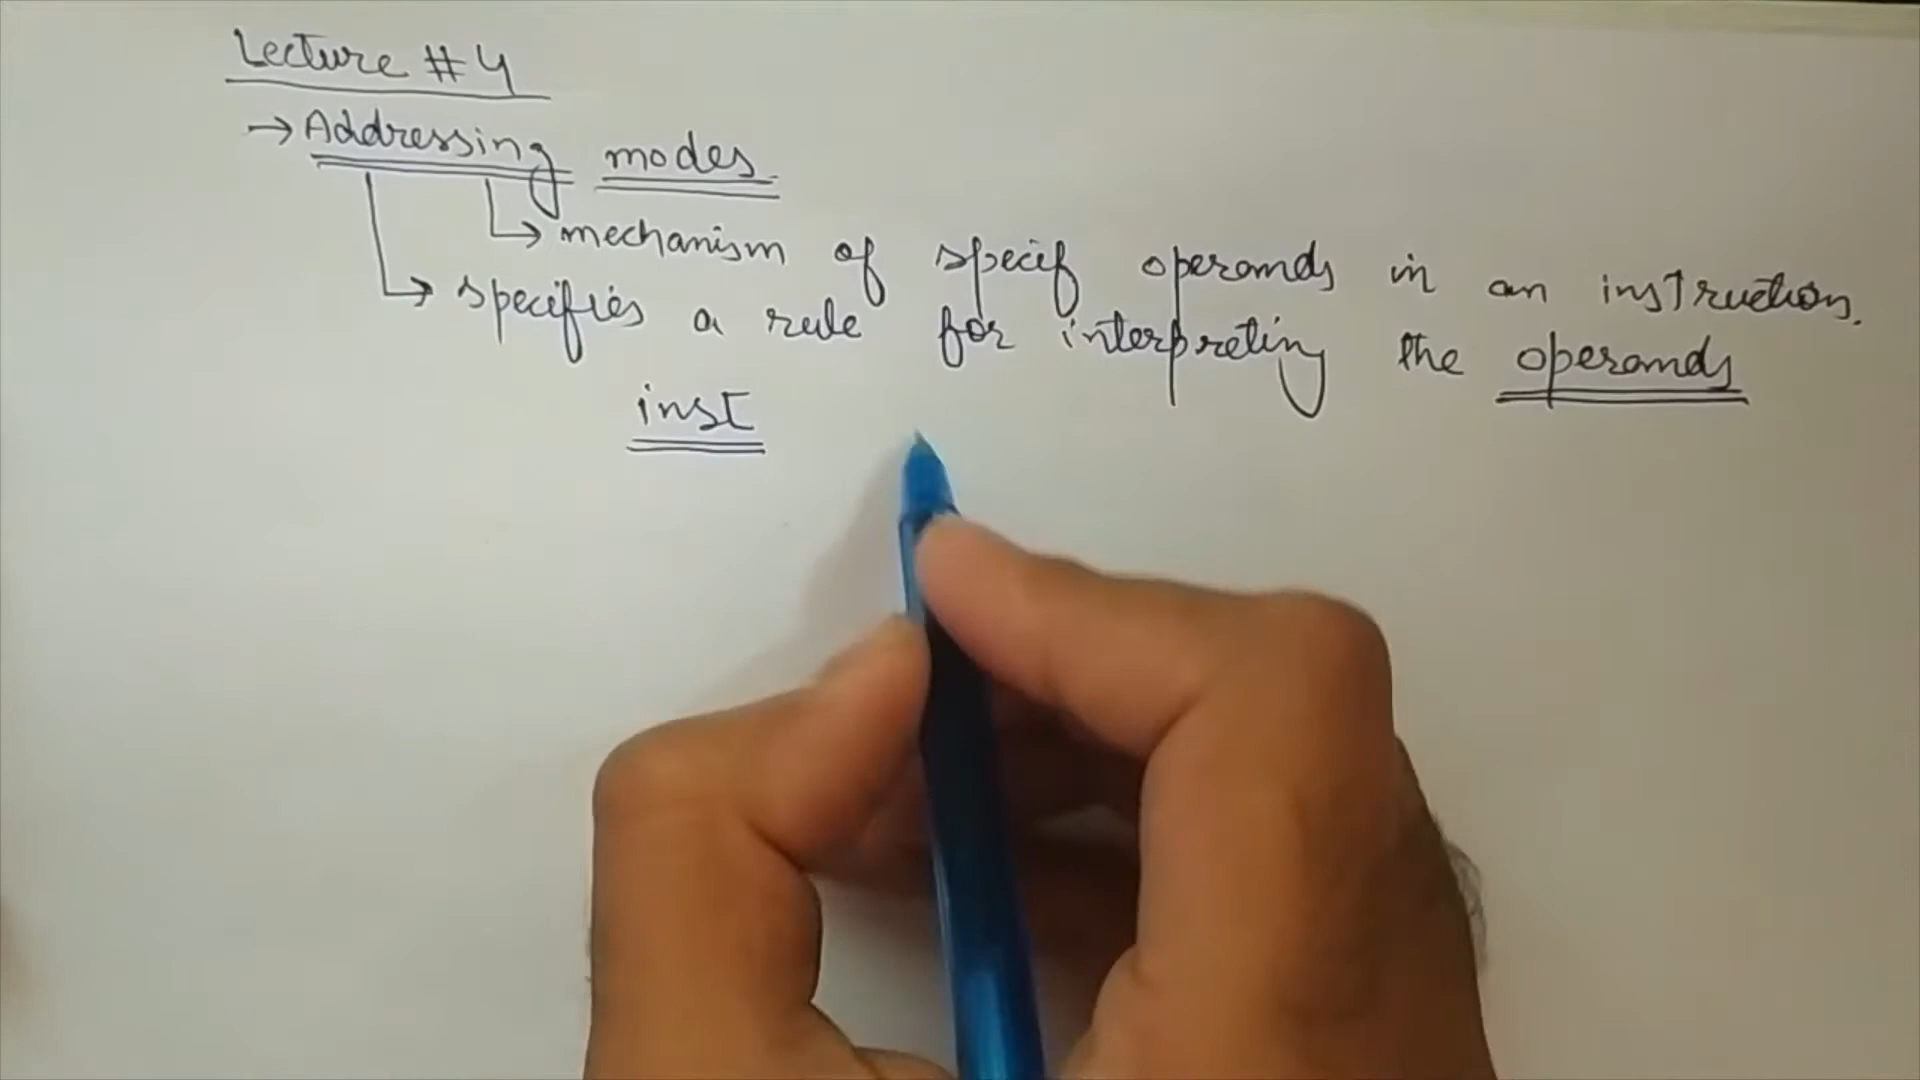 Lecture #4
→ Addressing modes
→ mechanism of specif operands in an instruction.
→ specifies a rule for interpreting the operands
inst